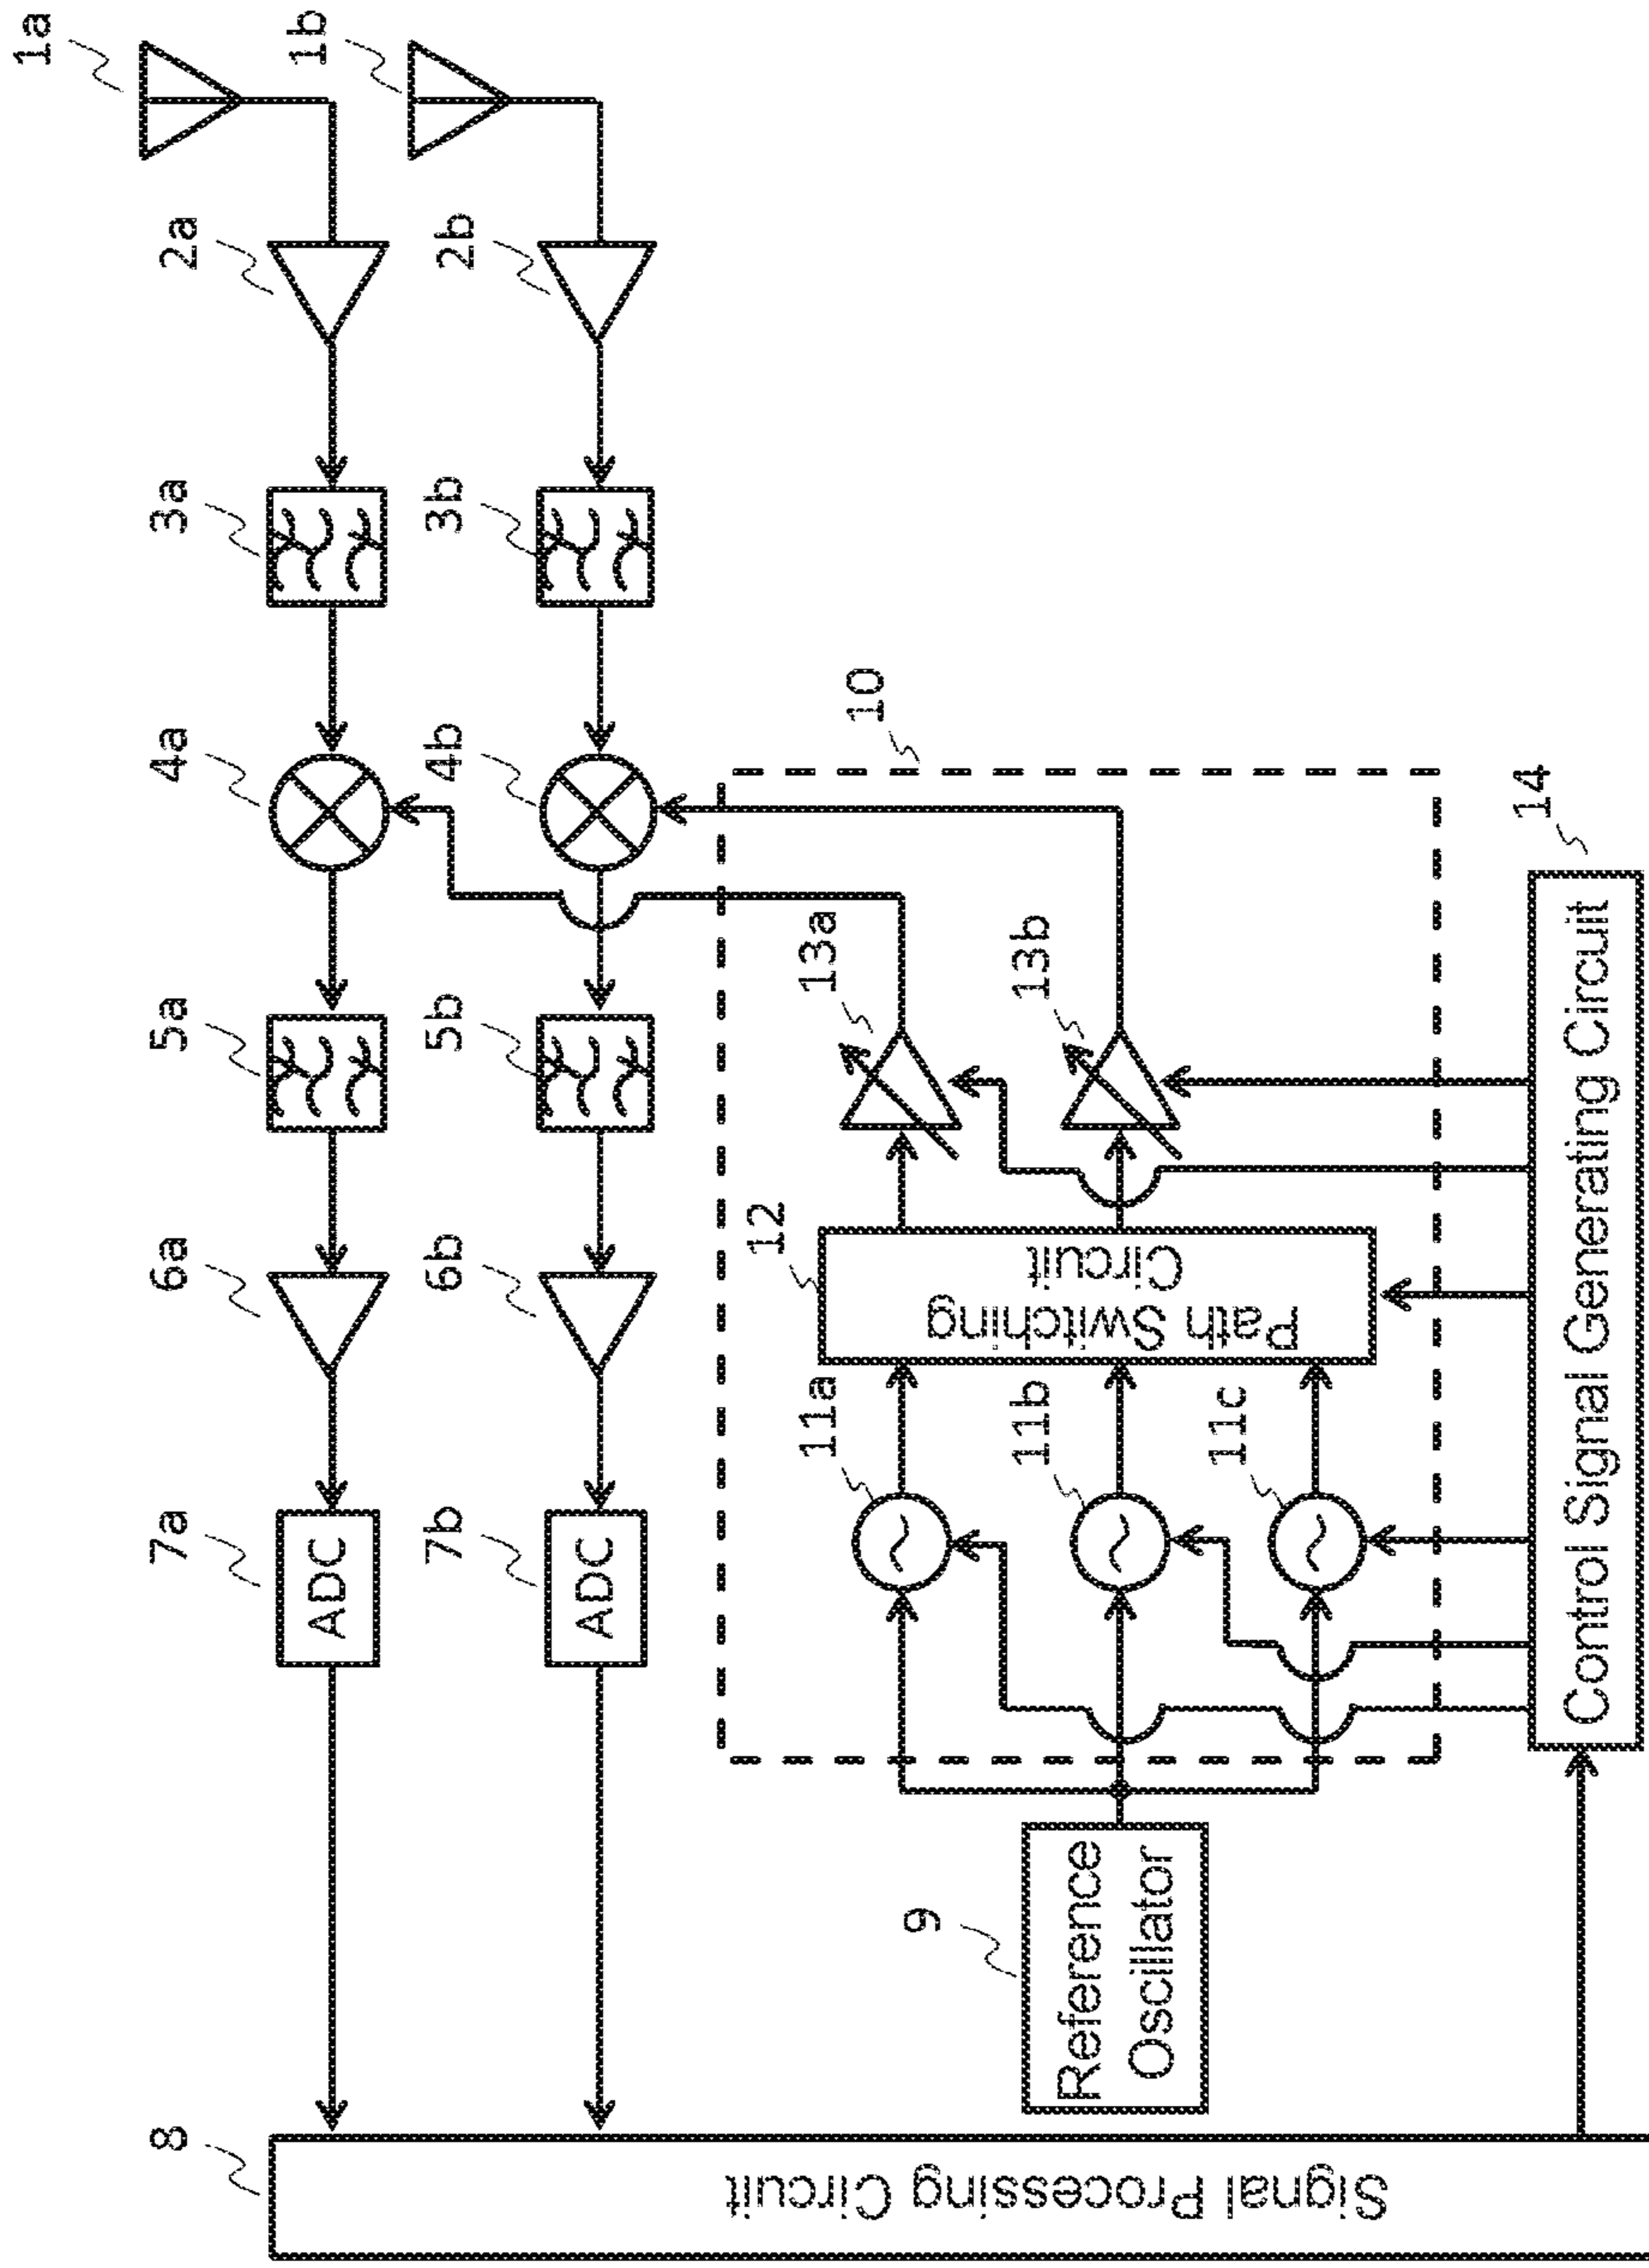 1a
1b
2a
2b
3a
3b
4a
4b
5a
5b
6a
6b
7a
ADC
7b
ADC
8
Signal Processing Circuit
9
Reference
Oscillator
10
11a
11b
11c
12
Path Switching
Circuit
13a
13b
14
Control Signal Generating Circuit